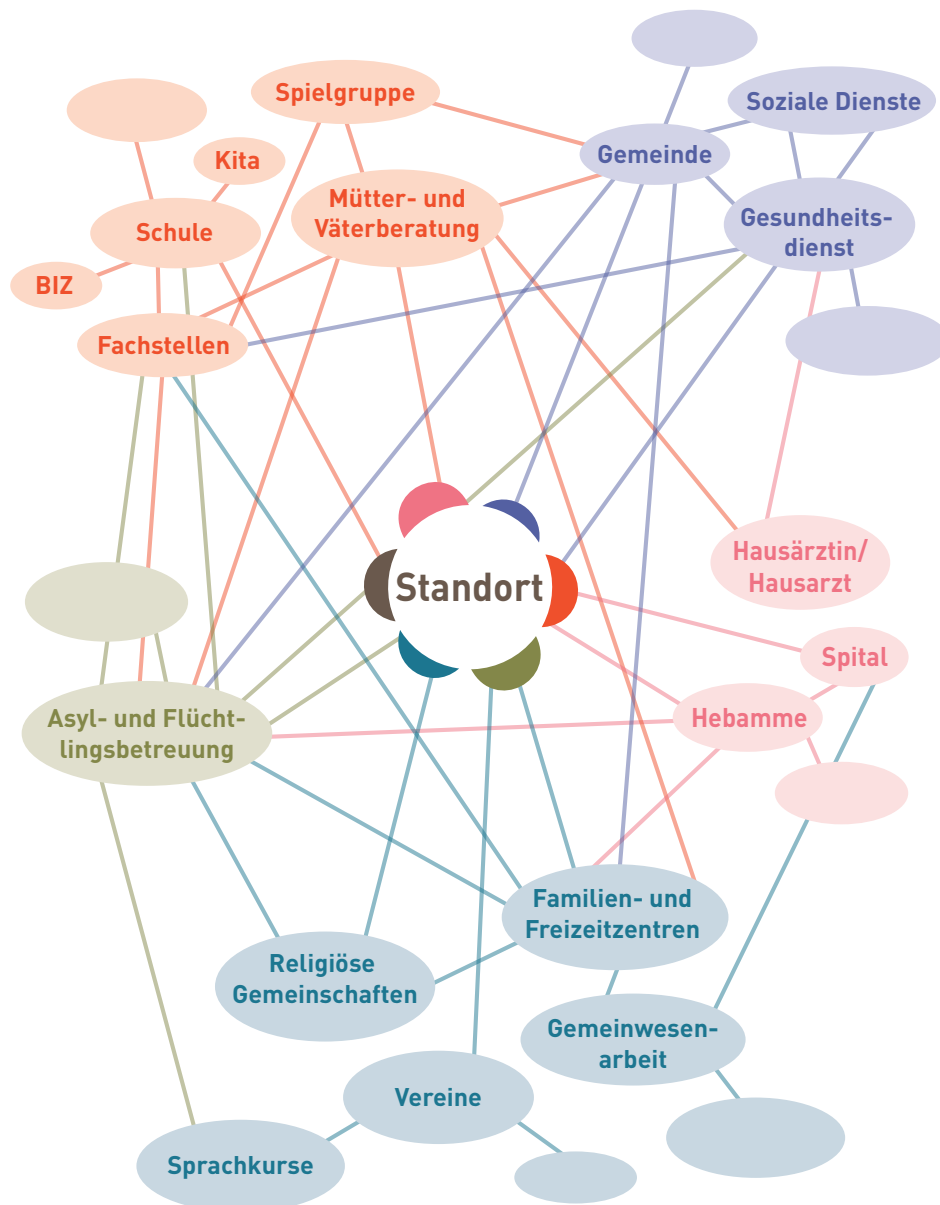 Spielgruppe
Soziale Dienste
Kita
Gemeinde
Mütter- und
Väterberatung
Schule
Gesundheits-
dienst
BIZ
Fachstellen
Hausärztin/
Hausarzt
Standort
Spital
Asyl- und Flücht-
lingsbetreuung
Hebamme
Familien- und
Freizeitzentren
Religiöse
Gemeinschaften
Gemeinwesen-
arbeit
Vereine
Sprachkurse